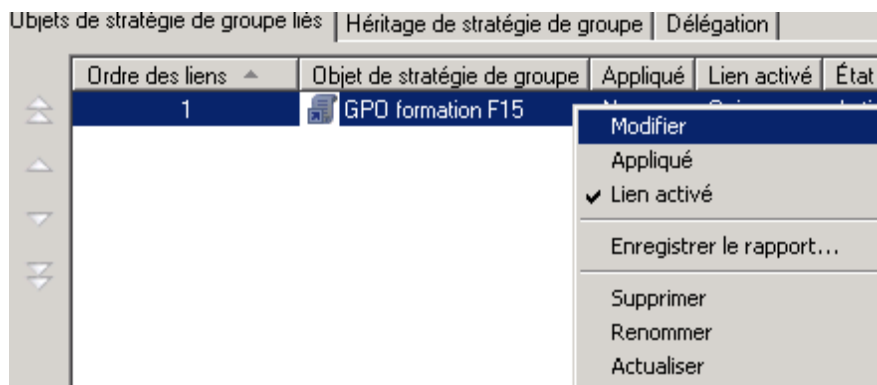 Objets de stratégie de groupe liés Héritage de stratégie de groupe Délégation
Ordre des liens Objet de stratégie de groupe Appliqué Lien activé État
1 GPO formation F15
Modifier
Appliqué
Lien activé
Enregistrer le rapport...
Supprimer
Renommer
Actualiser